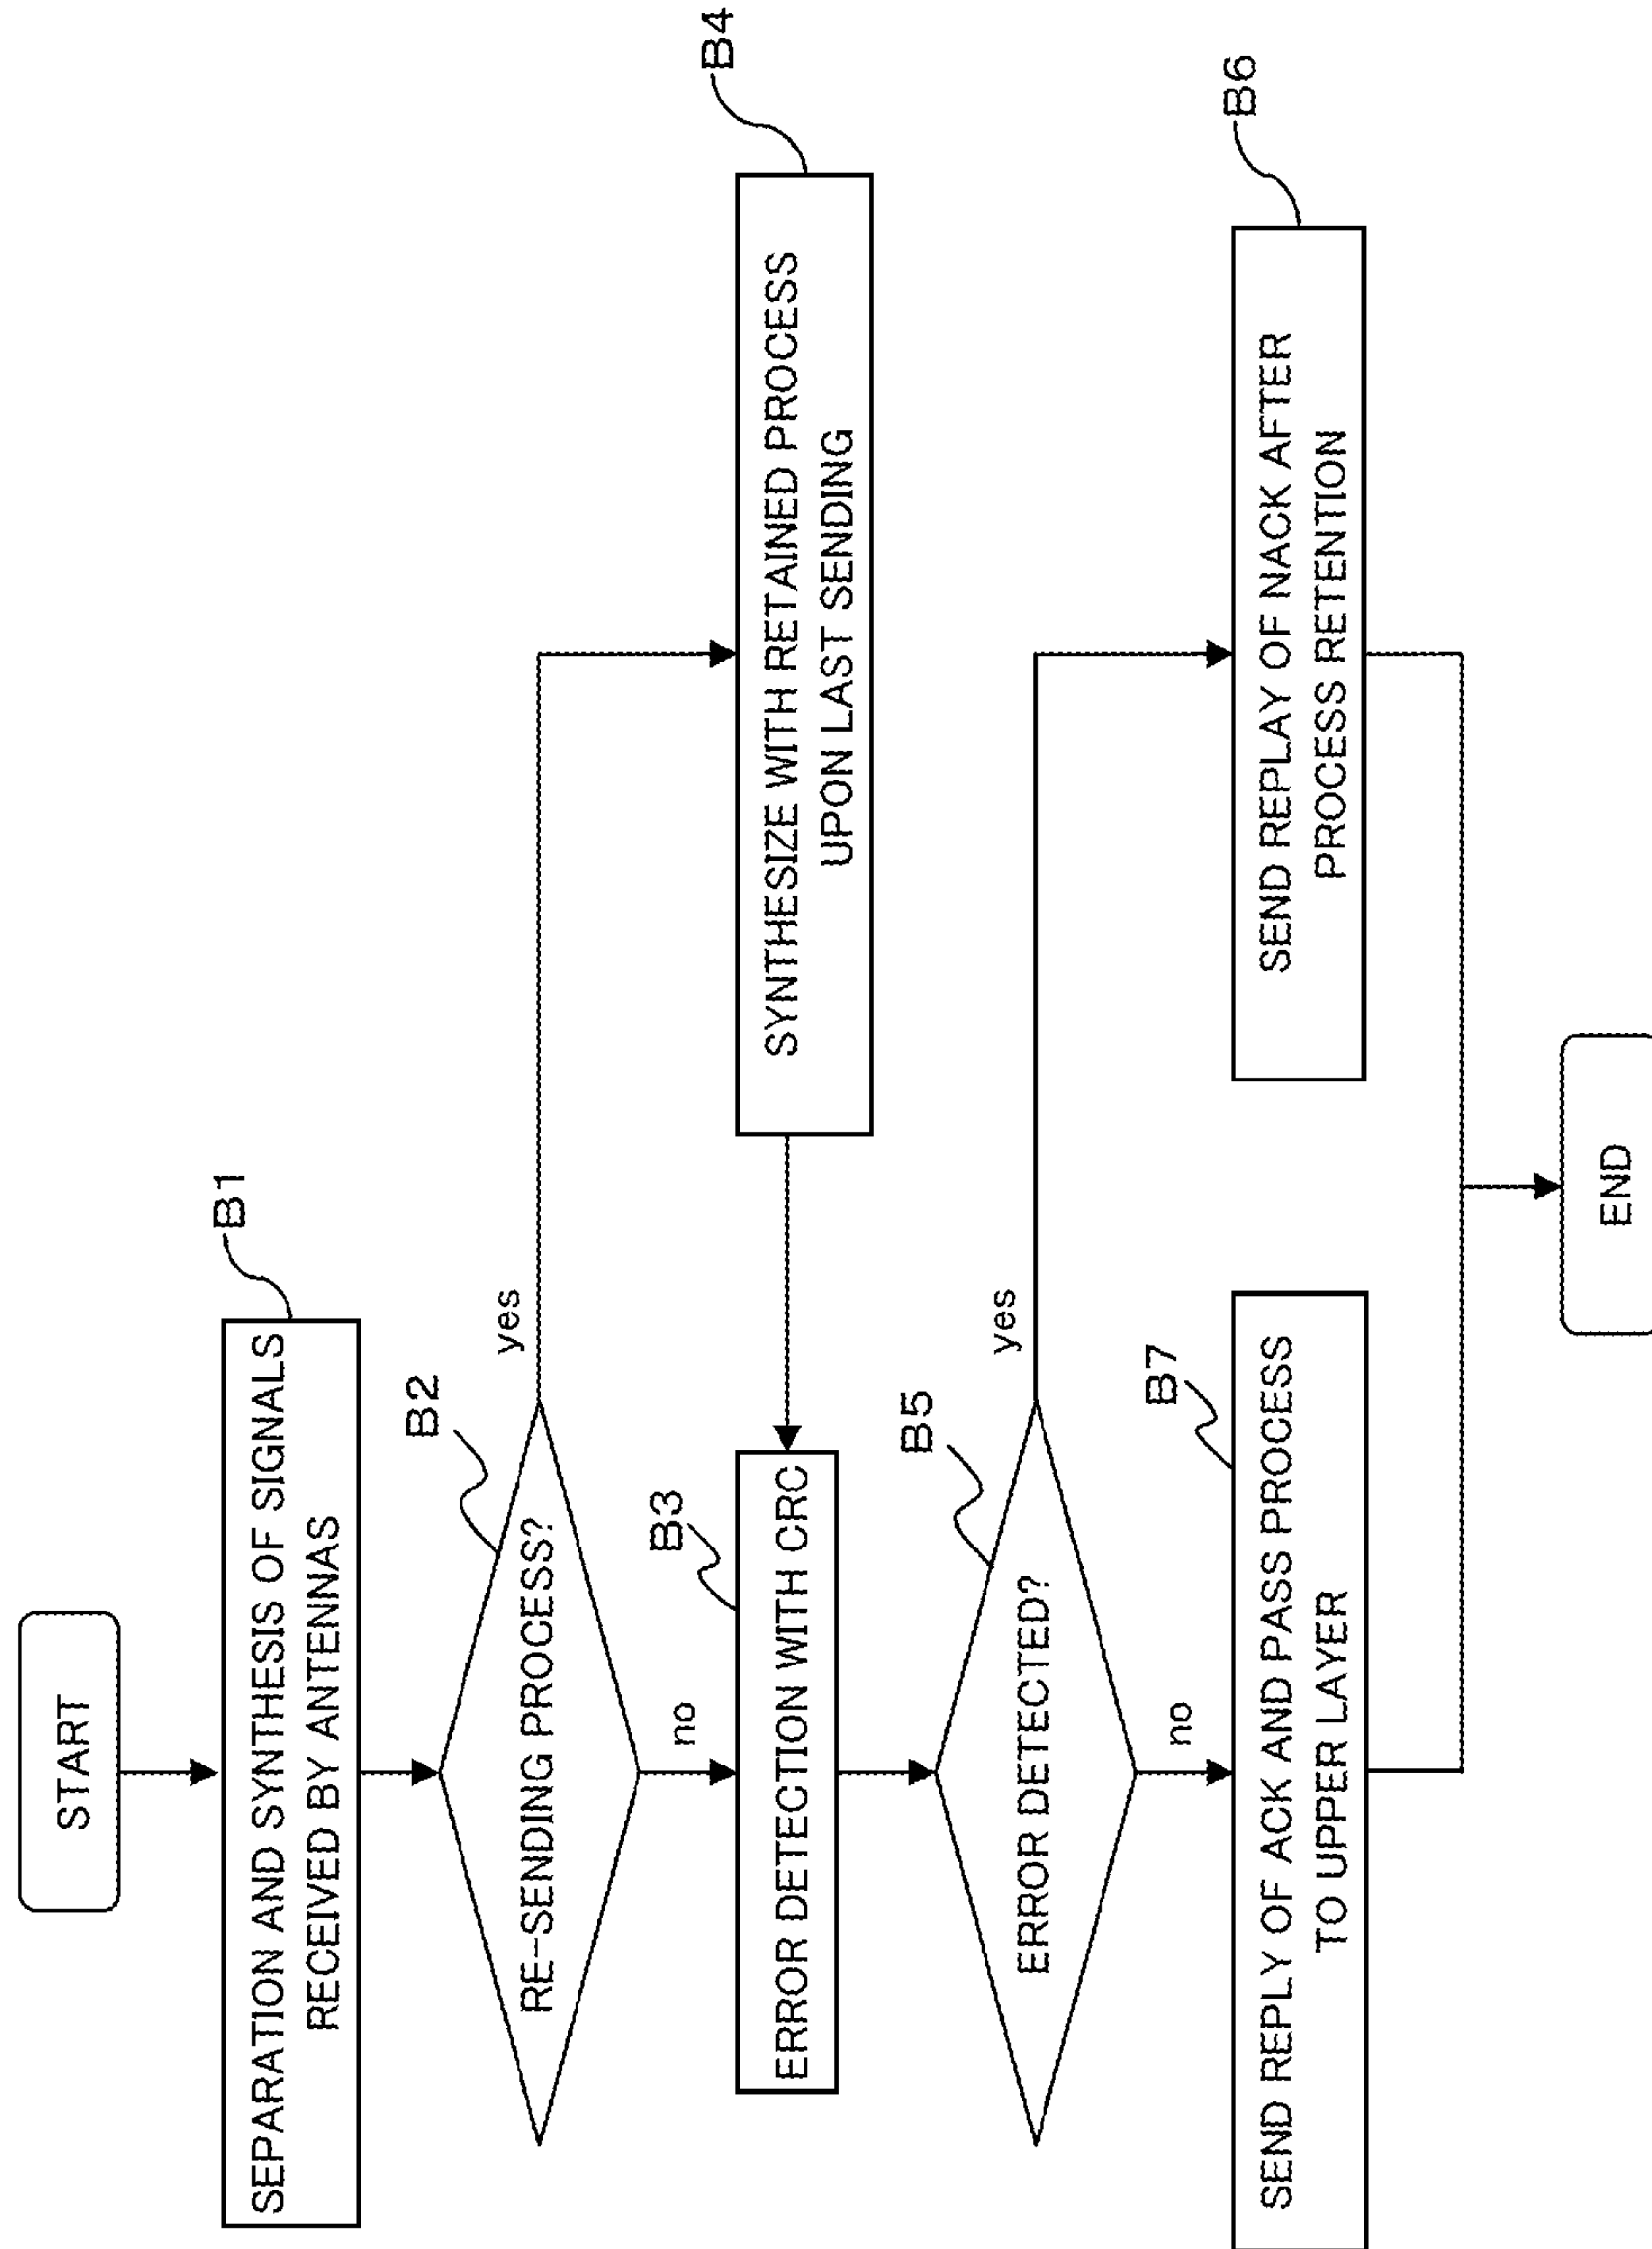 START
B1
SEPARATION AND SYNTHESIS OF SIGNALS
RECEIVED BY ANTENNAS
B2
RE-SENDING PROCESS?
yes
no
B4
SYNTHESIZE WITH RETAINED PROCESS
UPON LAST SENDING
B3
ERROR DETECTION WITH CRC
B5
ERROR DETECTED?
yes
no
B6
SEND REPLAY OF NACK AFTER
PROCESS RETENTION
B7
SEND REPLY OF ACK AND PASS PROCESS
TO UPPER LAYER
END